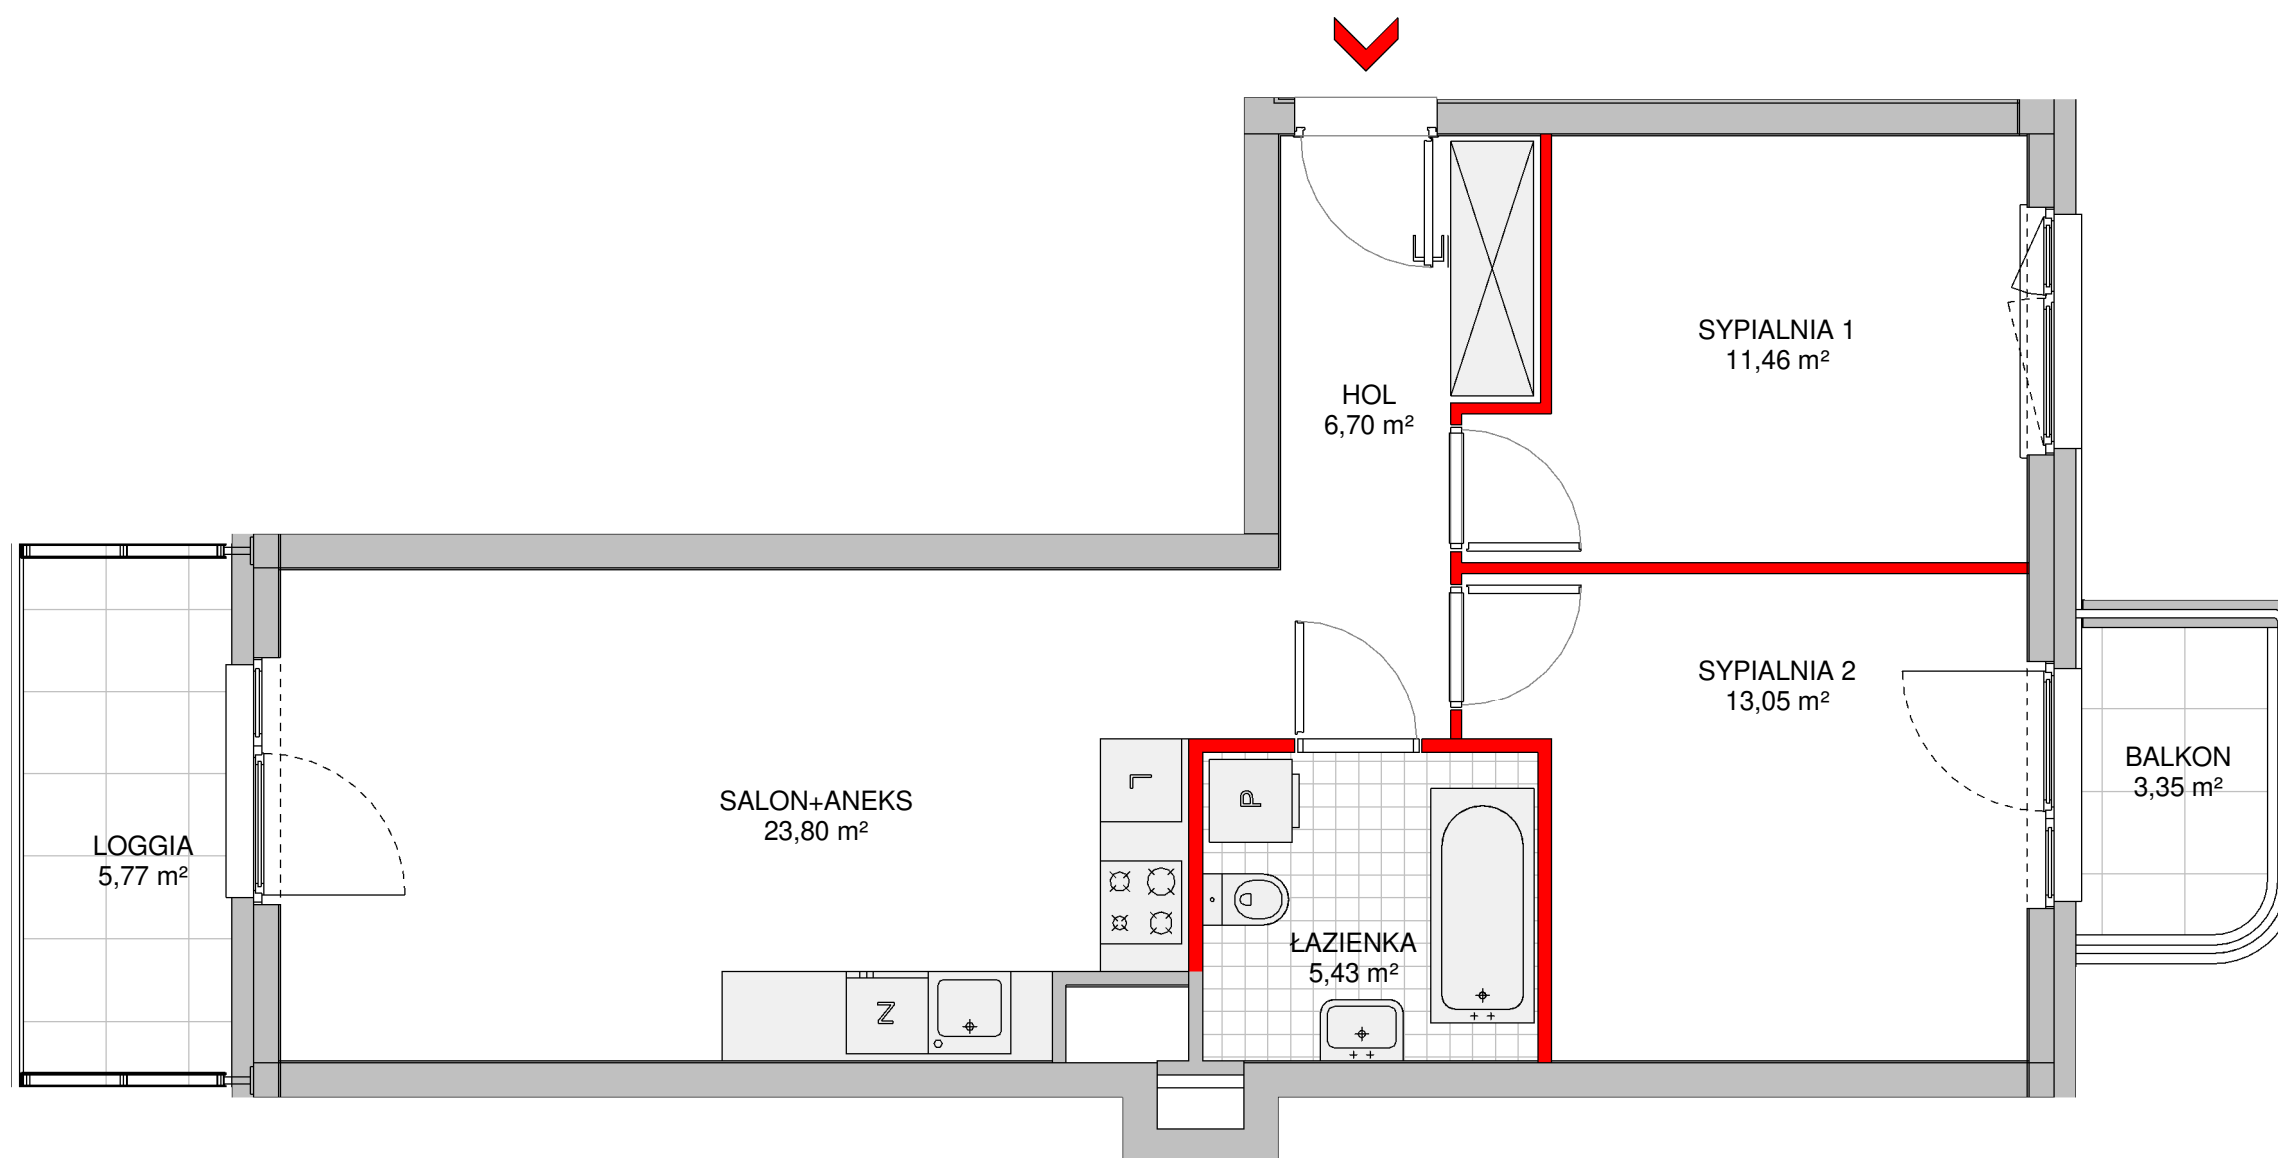 SYPIALNIA 1
11,46 m²
HOL
6,70 m²
SYPIALNIA 2
13,05 m²
BALKON
3,35 m²
SALON+ANEKS
23,80 m²
LOGGIA
5,77 m²
L
P
ŁAZIENKA
5,43 m²
Z